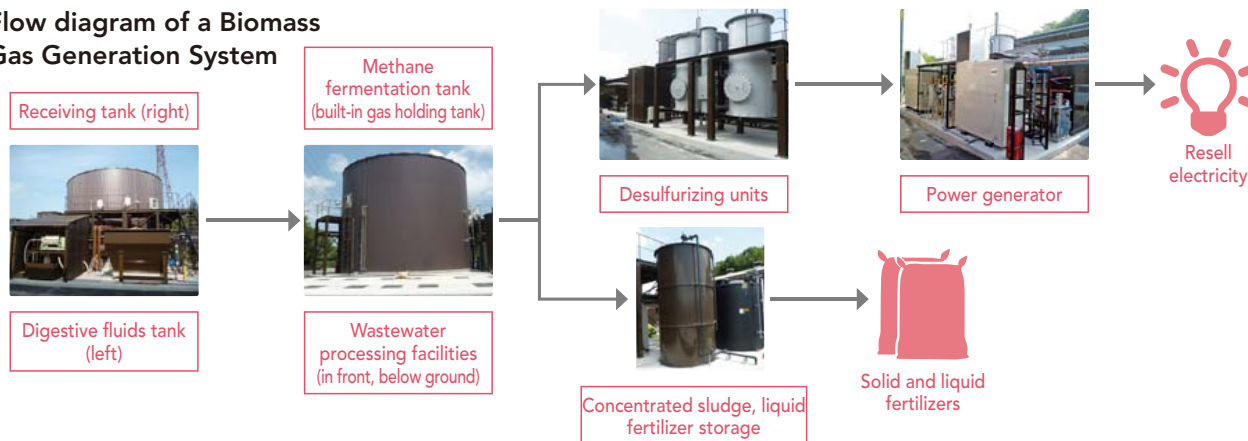 Flow diagram of a Biomass
Gas Generation System
Receiving tank (right)
Digestive fluids tank
(left)
Methane
fermentation tank
(built-in gas holding tank)
Wastewater
processing facilities
(in front, below ground)
Desulfurizing units
Power generator
Resell
electricity
Concentrated sludge, liquid
fertilizer storage
Solid and liquid
fertilizers